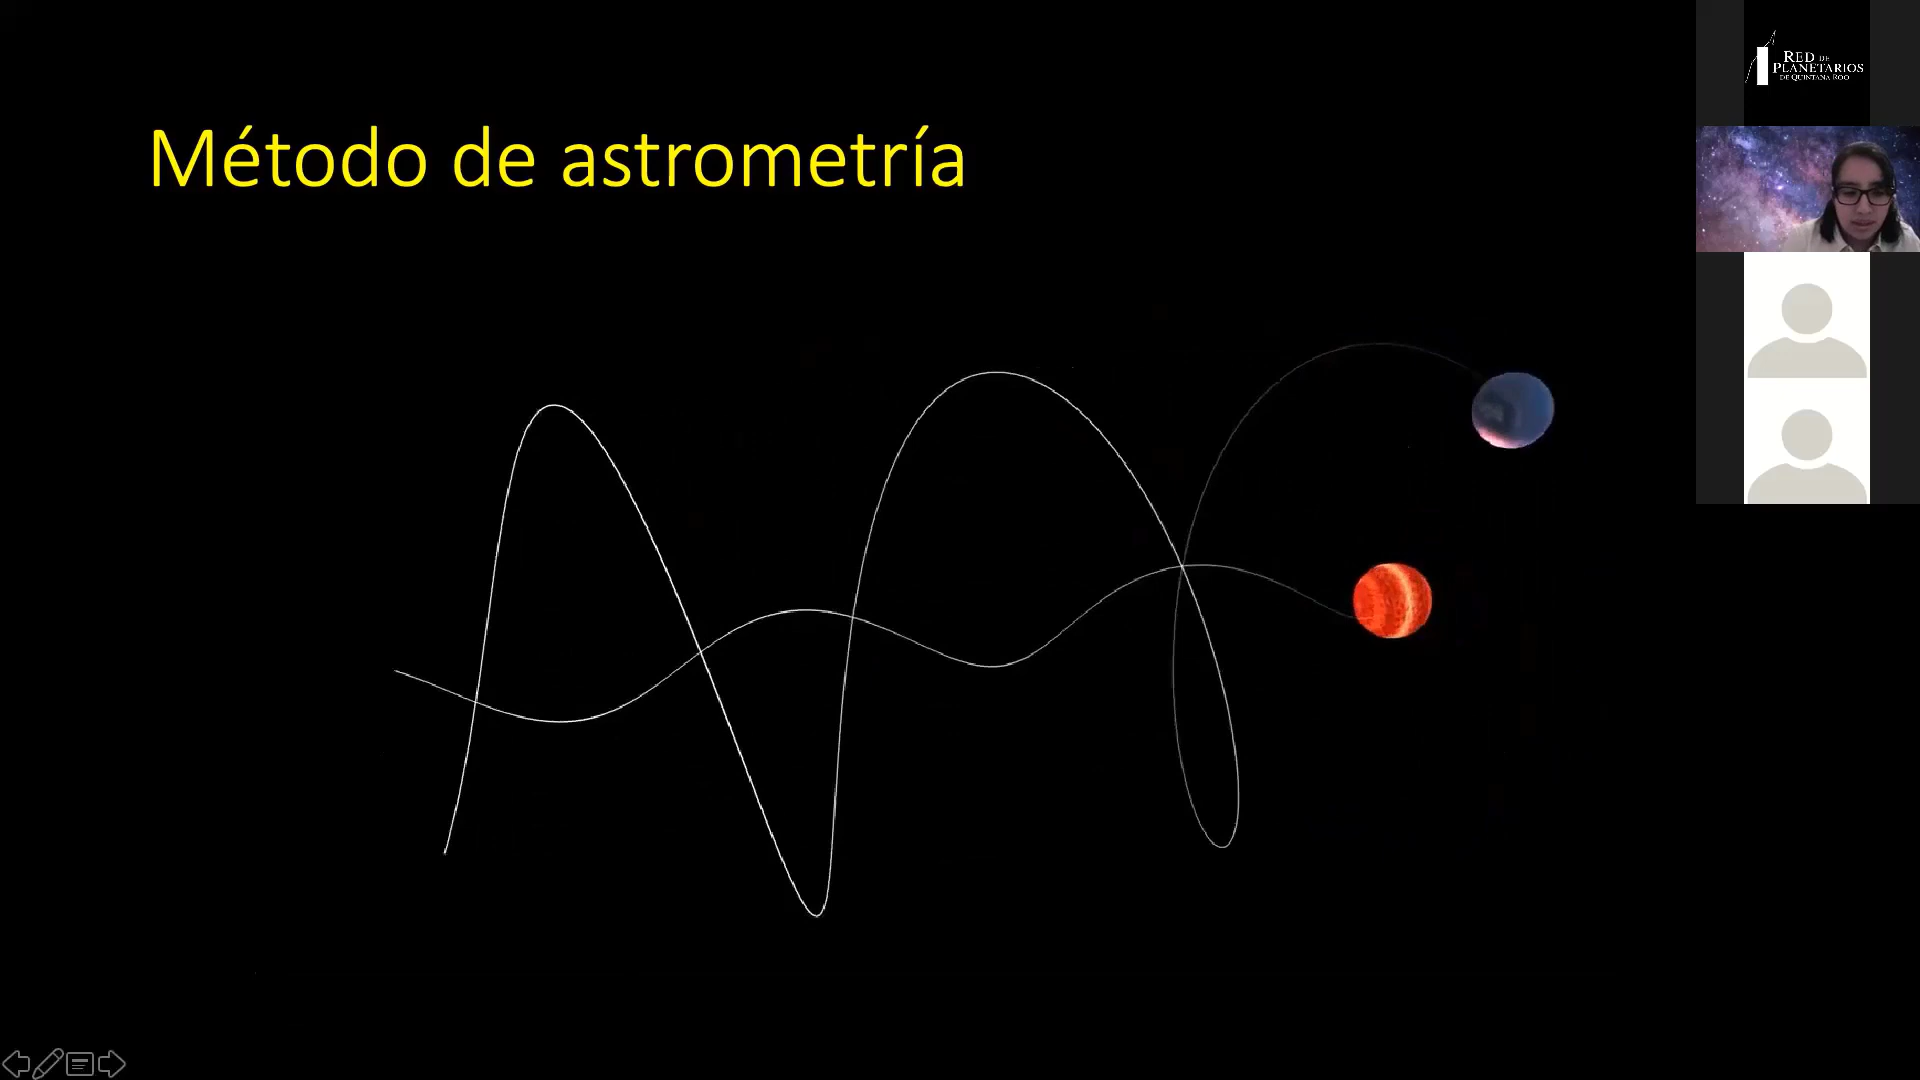 Método de astrometría
RED DE
PLANETARIOS
DE QUINTANA ROO